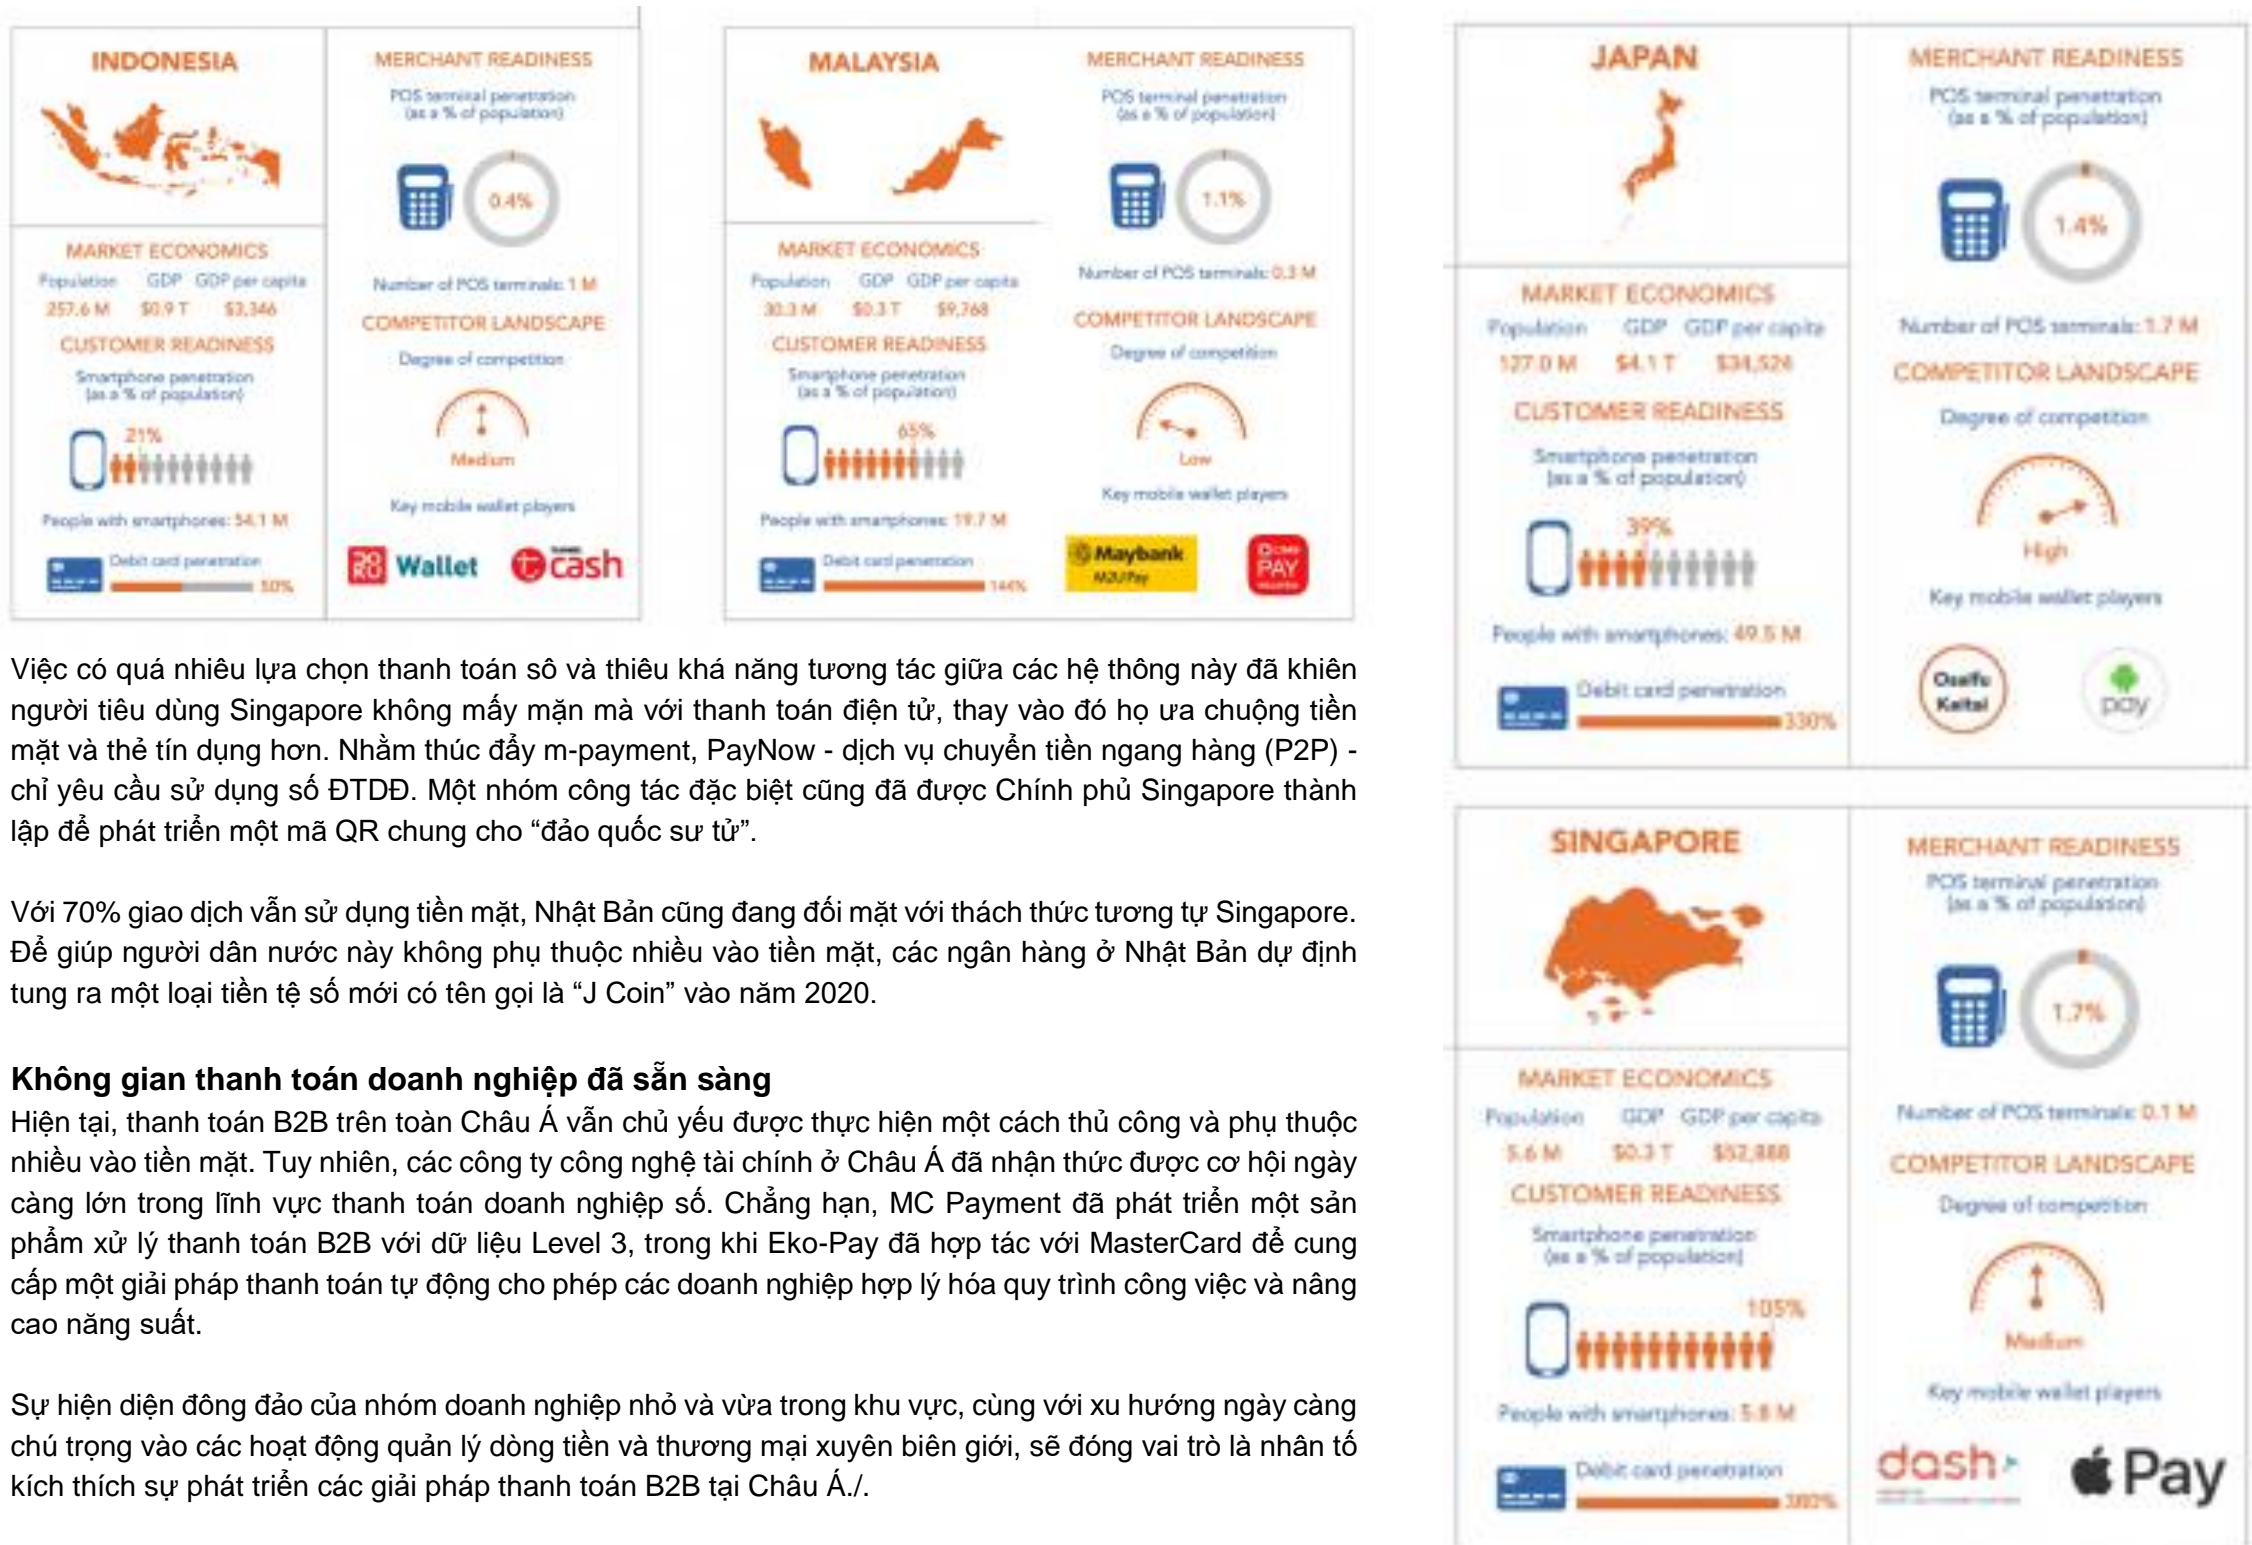 INDONESIA
MERCHANT READINESS
POS terminal penetration
(as a % of population)
0.4%
MARKET ECONOMICS
Population GDP GDP per capita
257.6 M $0.9 T $3,346
Number of POS terminals: 1 M
CUSTOMER READINESS
Smartphone penetration
(as a % of population)
21%
People with smartphones: 54.1 M
Debit card penetration
50%
COMPETITOR LANDSCAPE
Degree of competition
Medium
Key mobile wallet players
Wallet
cash
MALAYSIA
MERCHANT READINESS
POS terminal penetration
(as a % of population)
1.1%
MARKET ECONOMICS
Population GDP GDP per capita
30.3 M $0.3 T $9,768
Number of POS terminals: 0.3 M
CUSTOMER READINESS
Smartphone penetration
(as a % of population)
65%
People with smartphones: 19.7 M
Debit card penetration
144%
COMPETITOR LANDSCAPE
Degree of competition
Low
Key mobile wallet players
Maybank
M2U Pay
PAY
JAPAN
MERCHANT READINESS
POS terminal penetration
(as a % of population)
1.4%
MARKET ECONOMICS
Population GDP GDP per capita
127.0 M $4.1 T $34,524
Number of POS terminals: 1.7 M
CUSTOMER READINESS
Smartphone penetration
(as a % of population)
39%
People with smartphones: 49.5 M
Debit card penetration
330%
COMPETITOR LANDSCAPE
Degree of competition
High
Key mobile wallet players
Osaifu
Keitai
pay
Việc có quá nhiêu lựa chọn thanh toán sô và thiêu khá năng tương tác giữa các hệ thông này đã khiên
người tiêu dùng Singapore không mấy mặn mà với thanh toán điện tử, thay vào đó họ ưa chuộng tiền
mặt và thẻ tín dụng hơn. Nhằm thúc đẩy m-payment, PayNow - dịch vụ chuyển tiền ngang hàng (P2P) -
chỉ yêu cầu sử dụng số ĐTDĐ. Một nhóm công tác đặc biệt cũng đã được Chính phủ Singapore thành
lập để phát triển một mã QR chung cho “đảo quốc sư tử”.
Với 70% giao dịch vẫn sử dụng tiền mặt, Nhật Bản cũng đang đối mặt với thách thức tương tự Singapore.
Để giúp người dân nước này không phụ thuộc nhiều vào tiền mặt, các ngân hàng ở Nhật Bản dự định
tung ra một loại tiền tệ số mới có tên gọi là “J Coin” vào năm 2020.
Không gian thanh toán doanh nghiệp đã sẵn sàng
Hiện tại, thanh toán B2B trên toàn Châu Á vẫn chủ yếu được thực hiện một cách thủ công và phụ thuộc
nhiều vào tiền mặt. Tuy nhiên, các công ty công nghệ tài chính ở Châu Á đã nhận thức được cơ hội ngày
càng lớn trong lĩnh vực thanh toán doanh nghiệp số. Chẳng hạn, MC Payment đã phát triển một sản
phẩm xử lý thanh toán B2B với dữ liệu Level 3, trong khi Eko-Pay đã hợp tác với MasterCard để cung
cấp một giải pháp thanh toán tự động cho phép các doanh nghiệp hợp lý hóa quy trình công việc và nâng
cao năng suất.
Sự hiện diện đông đảo của nhóm doanh nghiệp nhỏ và vừa trong khu vực, cùng với xu hướng ngày càng
chú trọng vào các hoạt động quản lý dòng tiền và thương mại xuyên biên giới, sẽ đóng vai trò là nhân tố
kích thích sự phát triển các giải pháp thanh toán B2B tại Châu Á./.
SINGAPORE
MERCHANT READINESS
POS terminal penetration
(as a % of population)
1.7%
MARKET ECONOMICS
Population GDP GDP per capita
5.6 M $0.3 T $52,888
Number of POS terminals: 0.1 M
CUSTOMER READINESS
Smartphone penetration
(as a % of population)
105%
People with smartphones: 5.8 M
Debit card penetration
COMPETITOR LANDSCAPE
Degree of competition
Medium
Key mobile wallet players
dash
Pay